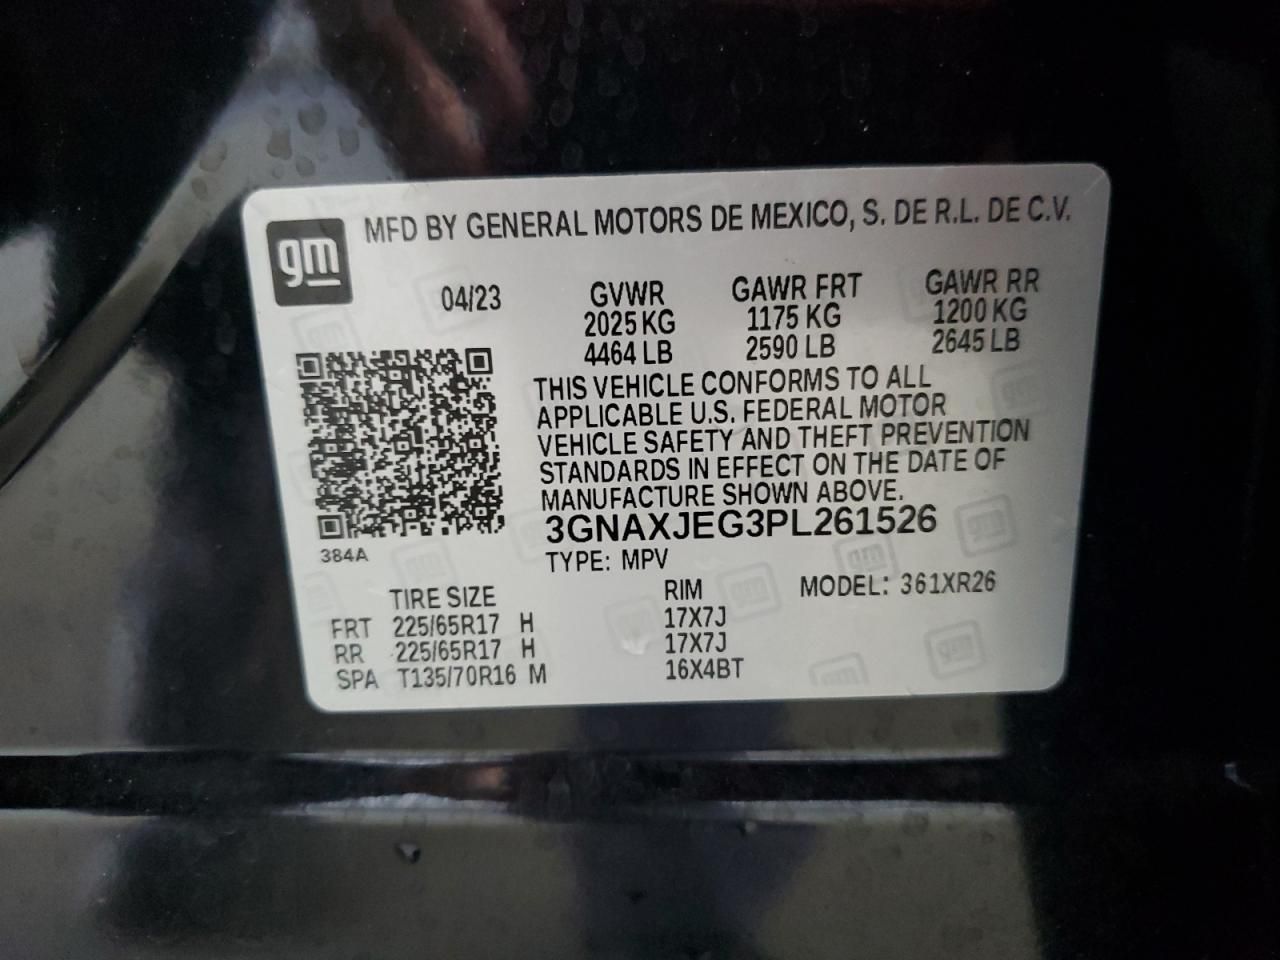 gm
MFD BY GENERAL MOTORS DE MEXICO, S. DE R.L. DE C.V.
04/23 GVWR GAWR FRT GAWR RR
2025 KG 1175 KG 1200 KG
4464 LB 2590 LB 2645 LB
THIS VEHICLE CONFORMS TO ALL
APPLICABLE U.S. FEDERAL MOTOR
VEHICLE SAFETY AND THEFT PREVENTION
STANDARDS IN EFFECT ON THE DATE OF
MANUFACTURE SHOWN ABOVE.
3GNAXJEG3PL261526
384A
TYPE: MPV
TIRE SIZE RIM MODEL: 361XR26
FRT 225/65R17 H 17X7J
RR 225/65R17 H 17X7J
SPA T135/70R16 M 16X4BT